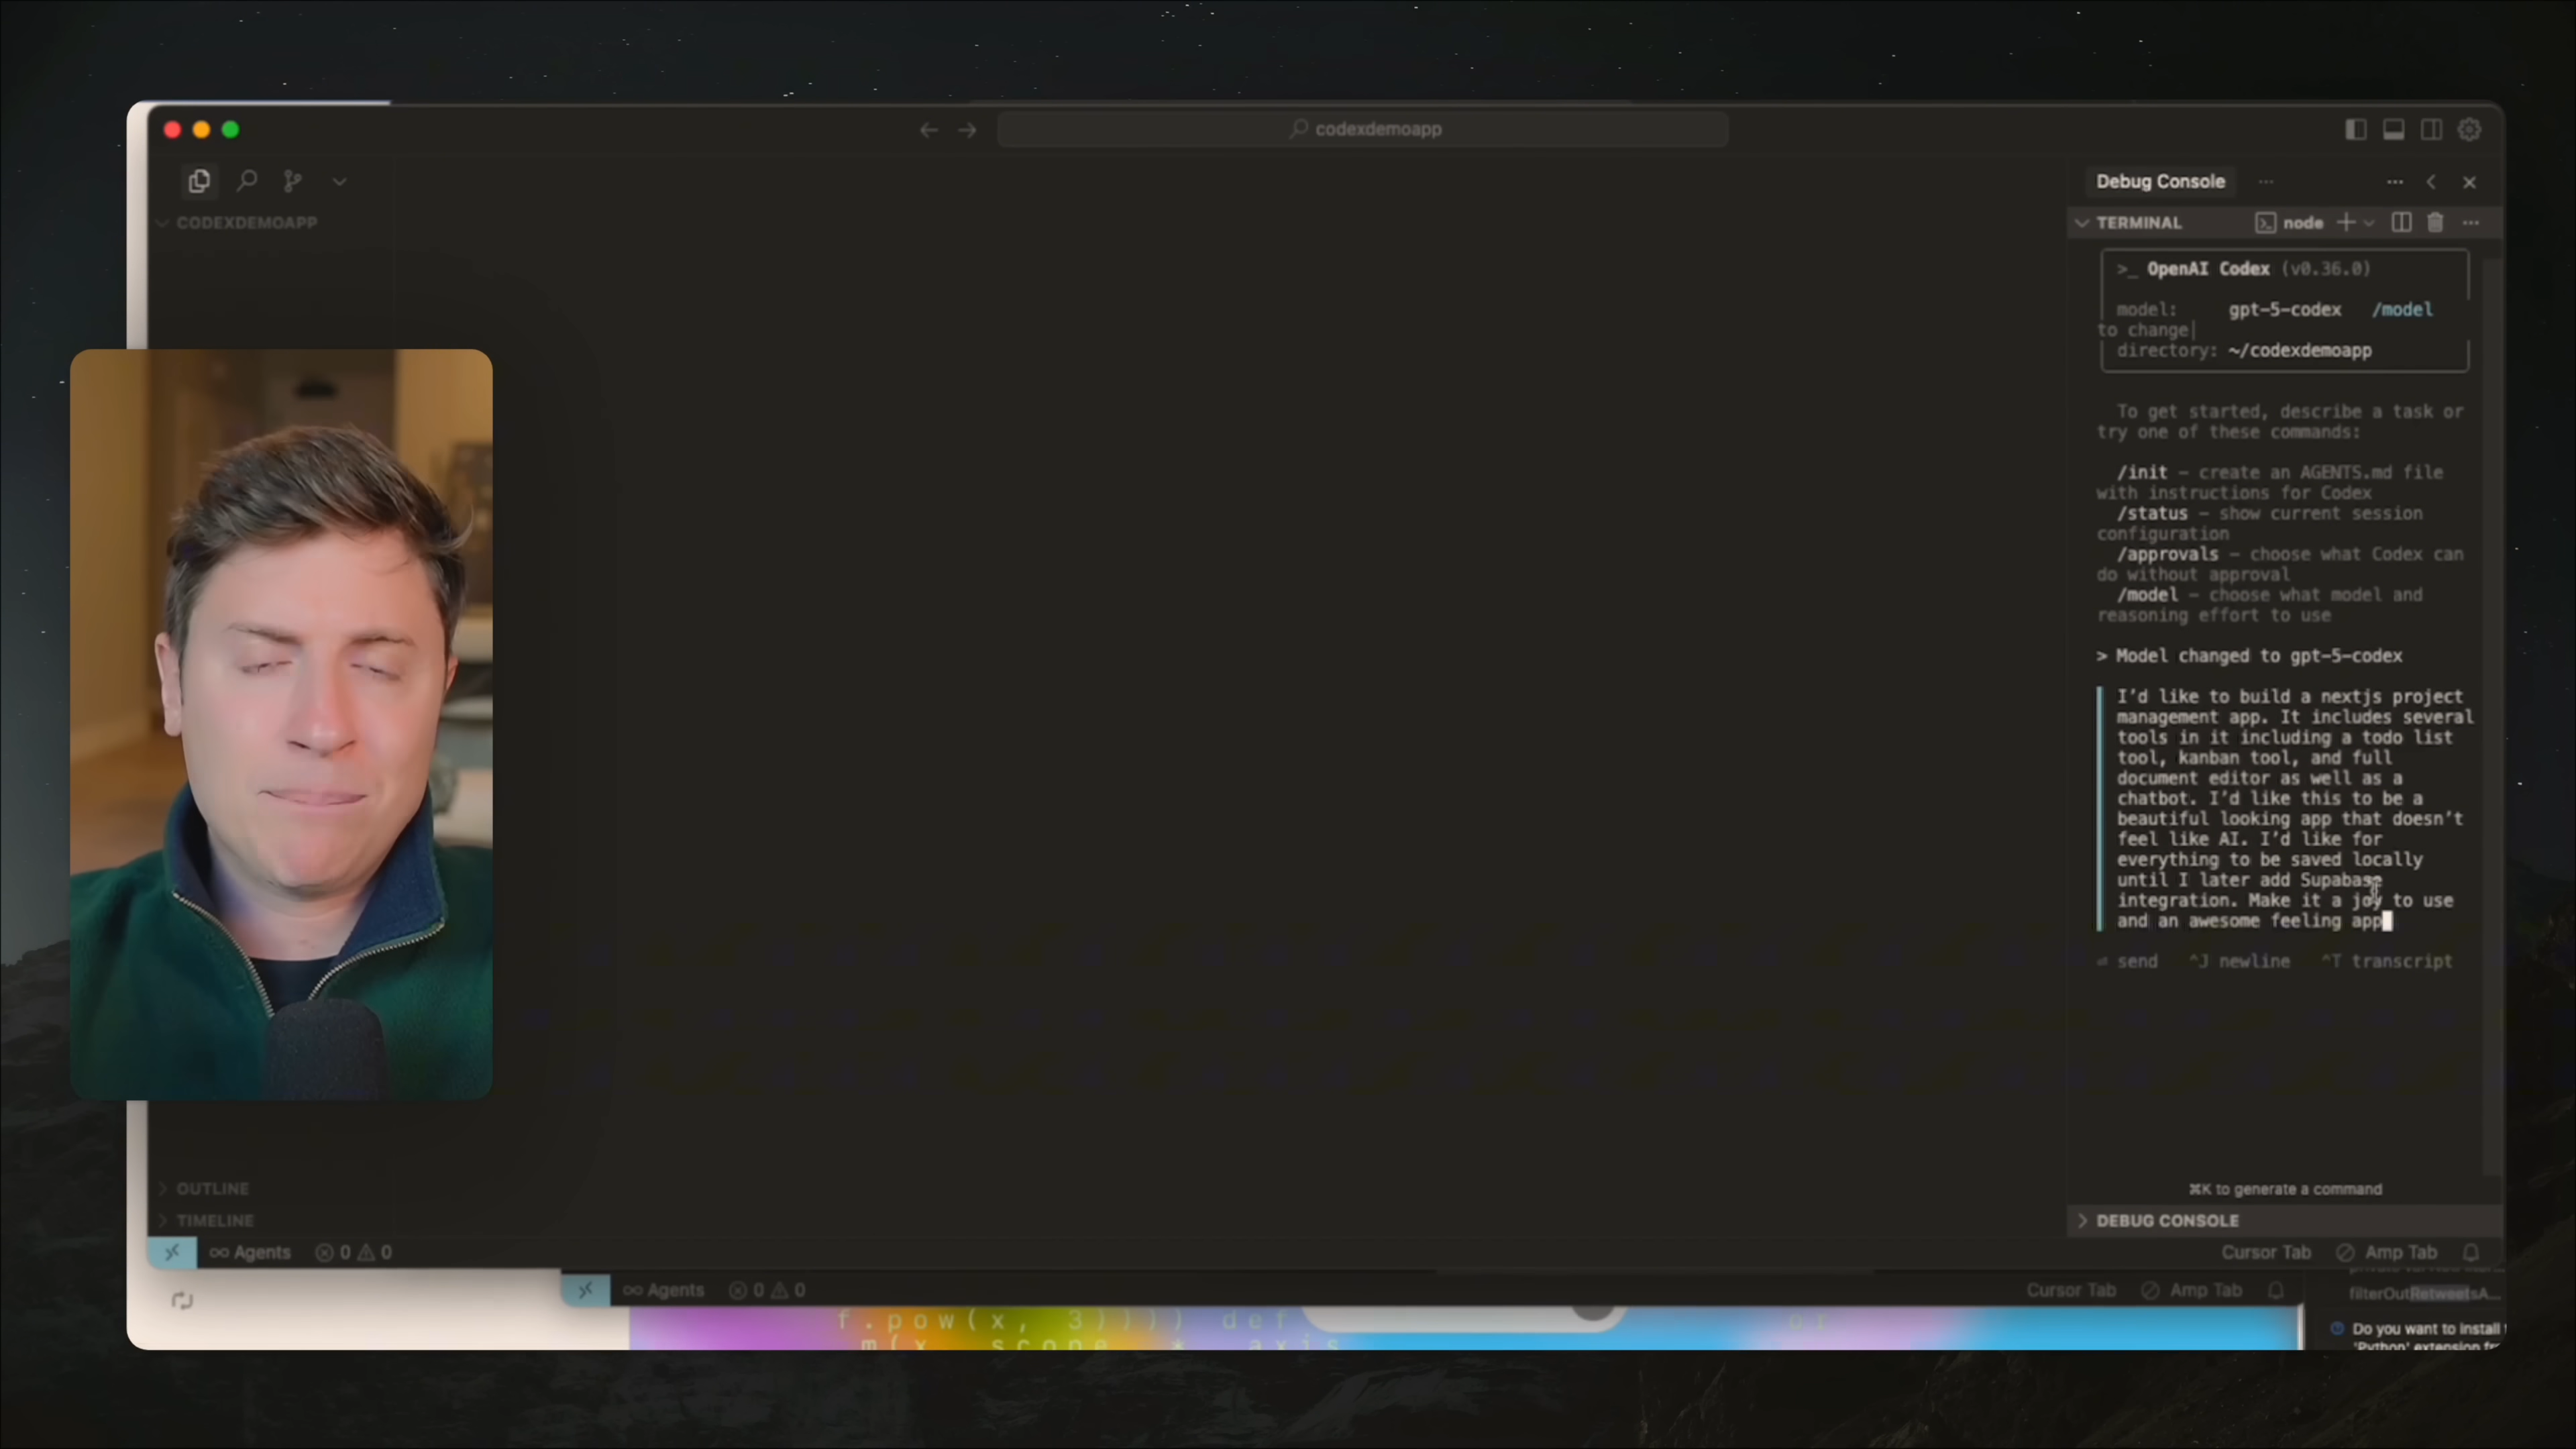 codexdemoapp
Debug Console
CODEXDEMOAPP
TERMINAL
node
>_ OpenAI Codex (v0.36.0)
model: gpt-5-codex /model
to change
directory: ~/codexdemoapp
To get started, describe a task or
try one of these commands:
/init – create an AGENTS.md file
with instructions for Codex
/status – show current session
configuration
/approvals – choose what Codex can
do without approval
/model – choose what model and
reasoning effort to use
> Model changed to gpt-5-codex
I'd like to build a nextjs project
management app. It includes several
tools in it including a todo list
tool, kanban tool, and full
document editor as well as a
chatbot. I'd like this to be a
beautiful looking app that doesn't
feel like AI. I'd like for
everything to be saved locally
until I later add Supabase
integration. Make it a joy to use
and an awesome feeling app
⏎ send ^J newline ^T transcript
⌘K to generate a command
OUTLINE
TIMELINE
DEBUG CONSOLE
Agents 0 0
Cursor Tab Amp Tab
Agents 0 0
Cursor Tab Amp Tab
filterOutRetweetsA...
f.pow(x, 3)))) def
m(x scope * axis
Do you want to install
'Python' extension